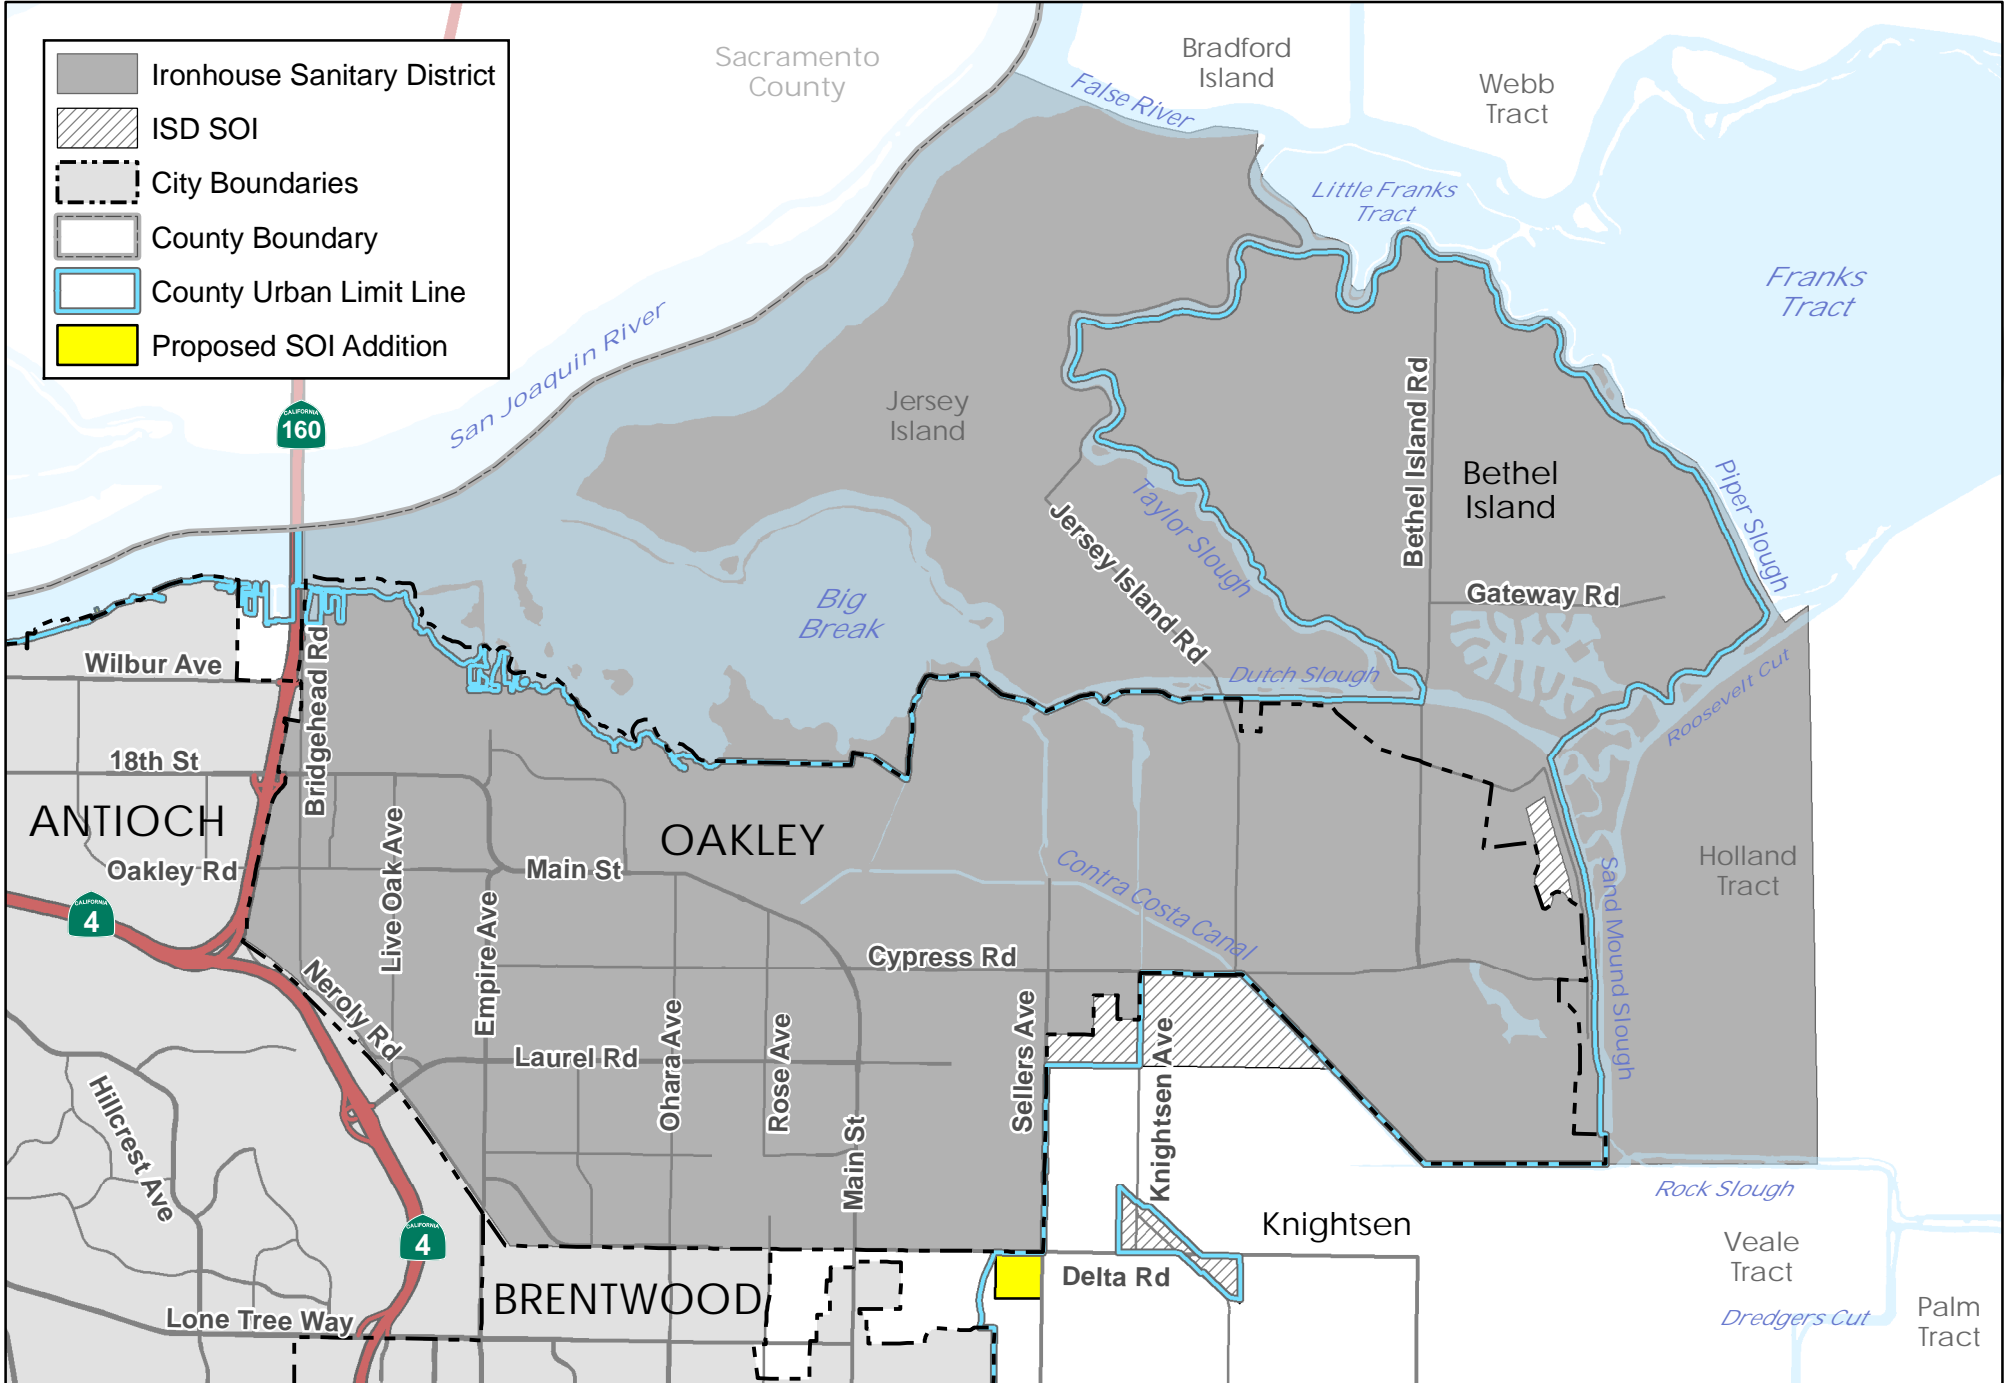 Ironhouse Sanitary District
ISD SOI
City Boundaries
County Boundary
County Urban Limit Line
Proposed SOI Addition
Sacramento
County
Bradford
Island
Webb
Tract
False River
Little Franks
Tract
Franks
Tract
San Joaquin River
CALIFORNIA
160
Jersey
Island
Bethel Island Rd
Bethel
Island
Piper Slough
Taylor Slough
Jersey Island Rd
Big
Break
Gateway Rd
Dutch Slough
Roosevelt Cut
Wilbur Ave
Bridgehead Rd
18th St
ANTIOCH
Oakley Rd
Live Oak Ave
OAKLEY
Main St
Contra Costa Canal
Holland
Tract
Sand Mound Slough
CALIFORNIA
4
Empire Ave
Cypress Rd
Neroly Rd
Ohara Ave
Rose Ave
Sellers Ave
Knightsen Ave
Laurel Rd
Hillcrest Ave
Main St
CALIFORNIA
4
Rock Slough
Knightsen
Veale
Tract
Delta Rd
BRENTWOOD
Lone Tree Way
Dredgers Cut
Palm
Tract